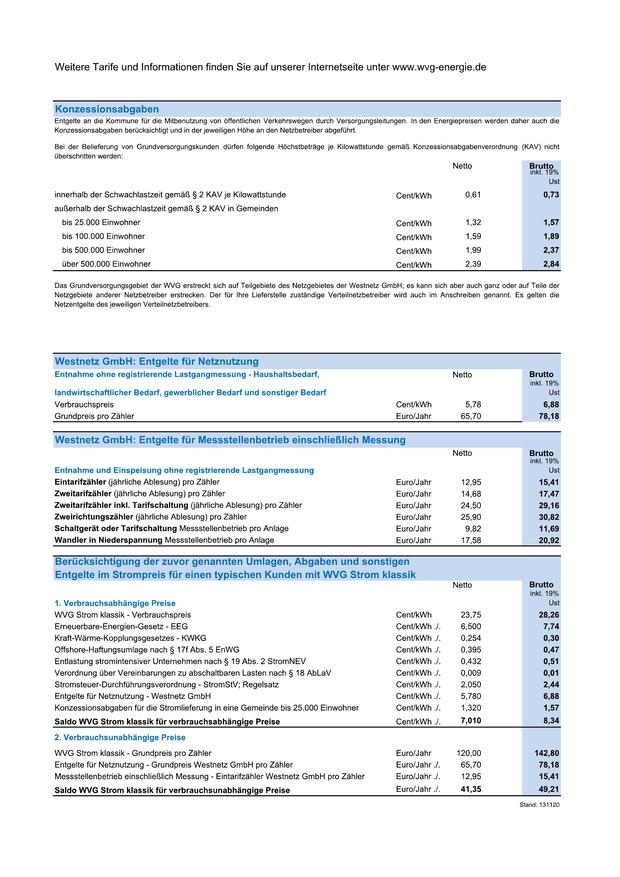 Weitere Tarife und Informationen finden Sie auf unserer Internetseite unter www.wvg-energie.de
Konzessionsabgaben
Entgelte an die Kommune für die Mitbenutzung von öffentlichen Verkehrswegen durch Versorgungsleitungen. In den Energiepreisen werden daher auch die
Konzessionsabgaben berücksichtigt und in der jeweiligen Höhe an den Netzbetreiber abgeführt.
Bei der Belieferung von Grundversorgungskunden dürfen folgende Höchstbeträge je Kilowattstunde gemäß Konzessionsabgabenverordnung (KAV) nicht
überschritten werden:
Netto Brutto
inkl. 19%
Ust
innerhalb der Schwachlastzeit gemäß § 2 KAV je Kilowattstunde Cent/kWh 0,61 0,73
außerhalb der Schwachlastzeit gemäß § 2 KAV in Gemeinden
bis 25.000 Einwohner Cent/kWh 1,32 1,57
bis 100.000 Einwohner Cent/kWh 1,59 1,89
bis 500.000 Einwohner Cent/kWh 1,99 2,37
über 500.000 Einwohner Cent/kWh 2,39 2,84
Das Grundversorgungsgebiet der WVG erstreckt sich auf Teilgebiete des Netzgebietes der Westnetz GmbH; es kann sich aber auch ganz oder auf Teile der
Netzgebiete anderer Netzbetreiber erstrecken. Der für Ihre Lieferstelle zuständige Verteilnetzbetreiber wird auch im Anschreiben genannt. Es gelten die
Netzentgelte des jeweiligen Verteilnetzbetreibers.
Westnetz GmbH: Entgelte für Netznutzung
Entnahme ohne registrierende Lastgangmessung - Haushaltsbedarf, Netto Brutto
inkl. 19%
landwirtschaftlicher Bedarf, gewerblicher Bedarf und sonstiger Bedarf Ust
Verbrauchspreis Cent/kWh 5,78 6,88
Grundpreis pro Zähler Euro/Jahr 65,70 78,18
Westnetz GmbH: Entgelte für Messstellenbetrieb einschließlich Messung
Netto Brutto
inkl. 19%
Entnahme und Einspeisung ohne registrierende Lastgangmessung Ust
Eintarifzähler (jährliche Ablesung) pro Zähler Euro/Jahr 12,95 15,41
Zweitarifzähler (jährliche Ablesung) pro Zähler Euro/Jahr 14,68 17,47
Zweitarifzähler inkl. Tarifschaltung (jährliche Ablesung) pro Zähler Euro/Jahr 24,50 29,16
Zweirichtungszähler (jährliche Ablesung) pro Zähler Euro/Jahr 25,90 30,82
Schaltgerät oder Tarifschaltung Messstellenbetrieb pro Anlage Euro/Jahr 9,82 11,69
Wandler in Niederspannung Messstellenbetrieb pro Anlage Euro/Jahr 17,58 20,92
Berücksichtigung der zuvor genannten Umlagen, Abgaben und sonstigen
Entgelte im Strompreis für einen typischen Kunden mit WVG Strom klassik
Netto Brutto
inkl. 19%
1. Verbrauchsabhängige Preise Ust
WVG Strom klassik - Verbrauchspreis Cent/kWh 23,75 28,26
Erneuerbare-Energien-Gesetz - EEG Cent/kWh ./. 6,500 7,74
Kraft-Wärme-Kopplungsgesetzes - KWKG Cent/kWh ./. 0,254 0,30
Offshore-Haftungsumlage nach § 17f Abs. 5 EnWG Cent/kWh ./. 0,395 0,47
Entlastung stromintensiver Unternehmen nach § 19 Abs. 2 StromNEV Cent/kWh ./. 0,432 0,51
Verordnung über Vereinbarungen zu abschaltbaren Lasten nach § 18 AbLaV Cent/kWh ./. 0,009 0,01
Stromsteuer-Durchführungsverordnung - StromStV; Regelsatz Cent/kWh ./. 2,050 2,44
Entgelte für Netznutzung - Westnetz GmbH Cent/kWh ./. 5,780 6,88
Konzessionsabgaben für die Stromlieferung in eine Gemeinde bis 25.000 Einwohner Cent/kWh ./. 1,320 1,57
Saldo WVG Strom klassik für verbrauchsabhängige Preise Cent/kWh ./. 7,010 8,34
2. Verbrauchsunabhängige Preise
WVG Strom klassik - Grundpreis pro Zähler Euro/Jahr 120,00 142,80
Entgelte für Netznutzung - Grundpreis Westnetz GmbH pro Zähler Euro/Jahr ./. 65,70 78,18
Messstellenbetrieb einschließlich Messung - Eintarifzähler Westnetz GmbH pro Zähler Euro/Jahr ./. 12,95 15,41
Saldo WVG Strom klassik für verbrauchsunabhängige Preise Euro/Jahr ./. 41,35 49,21
Stand: 131120